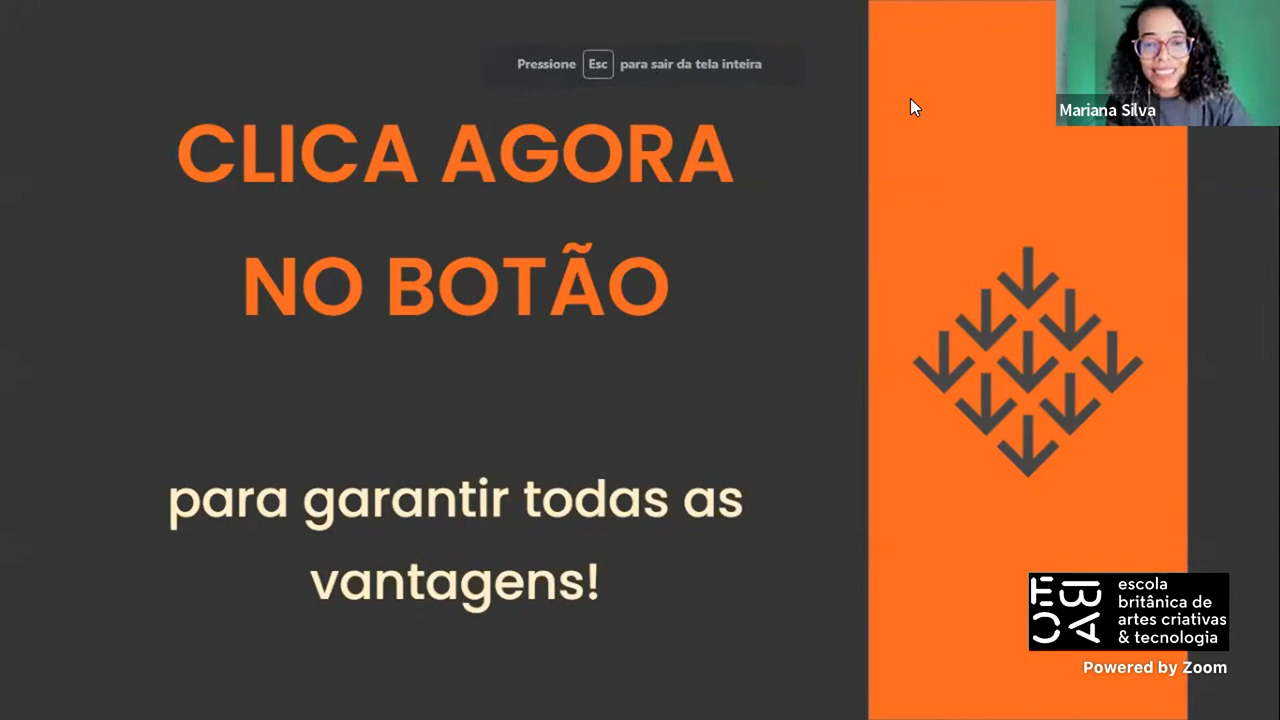 Pressione Esc para sair da tela inteira
Mariana Silva
CLICA AGORA
NO BOTÃO
para garantir todas as
vantagens!
EBAC
escola
britânica de
artes criativas
& tecnologia
Powered by Zoom